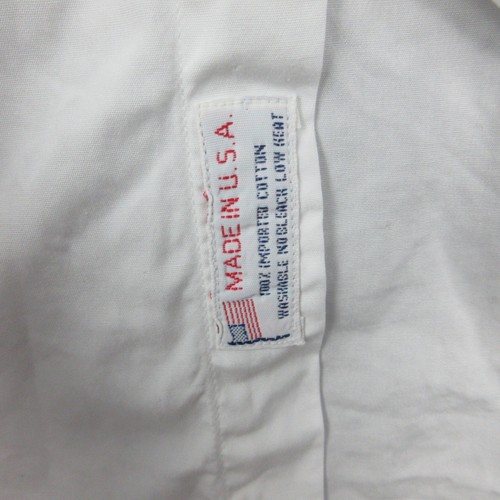 MADE IN U.S.A.
100% IMPORTED COTTON
WASHABLE NO BLEACH LOW HEAT